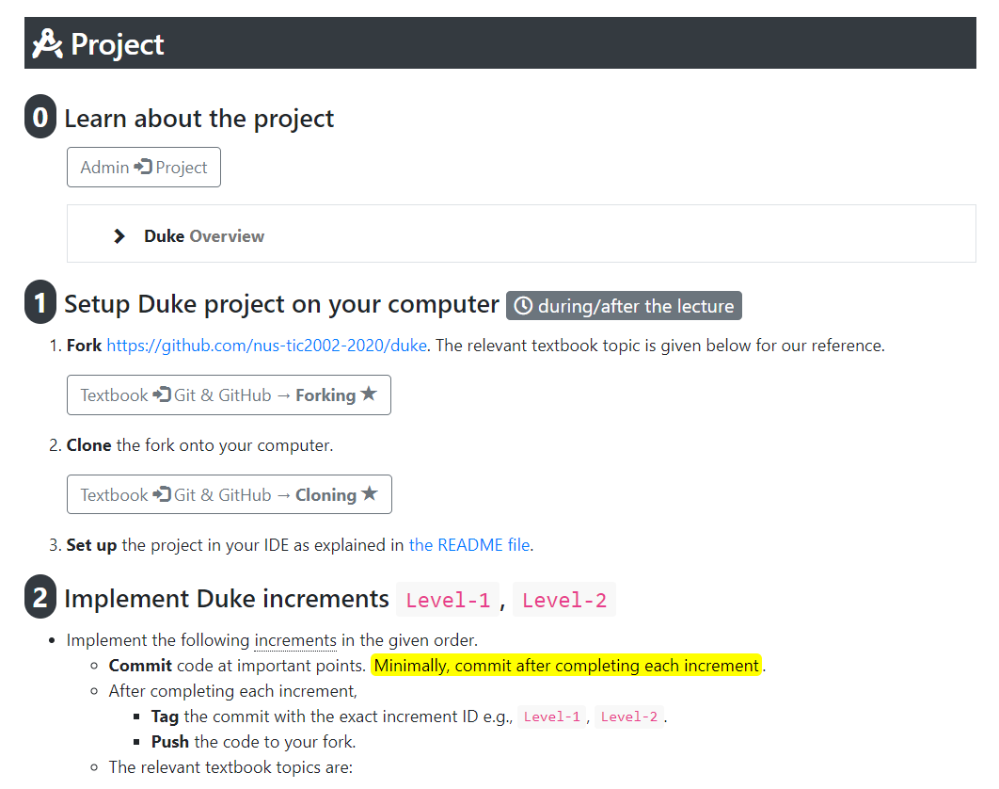 Project
0 Learn about the project
Admin Project
Duke Overview
1 Setup Duke project on your computer during/after the lecture
1. Fork https://github.com/nus-tic2002-2020/duke. The relevant textbook topic is given below for our reference.
Textbook Git & GitHub → Forking ★
2. Clone the fork onto your computer.
Textbook Git & GitHub → Cloning ★
3. Set up the project in your IDE as explained in the README file.
2 Implement Duke increments Level-1 , Level-2
• Implement the following increments in the given order.
◦ Commit code at important points. Minimally, commit after completing each increment.
◦ After completing each increment,
▪ Tag the commit with the exact increment ID e.g., Level-1 , Level-2 .
▪ Push the code to your fork.
◦ The relevant textbook topics are: